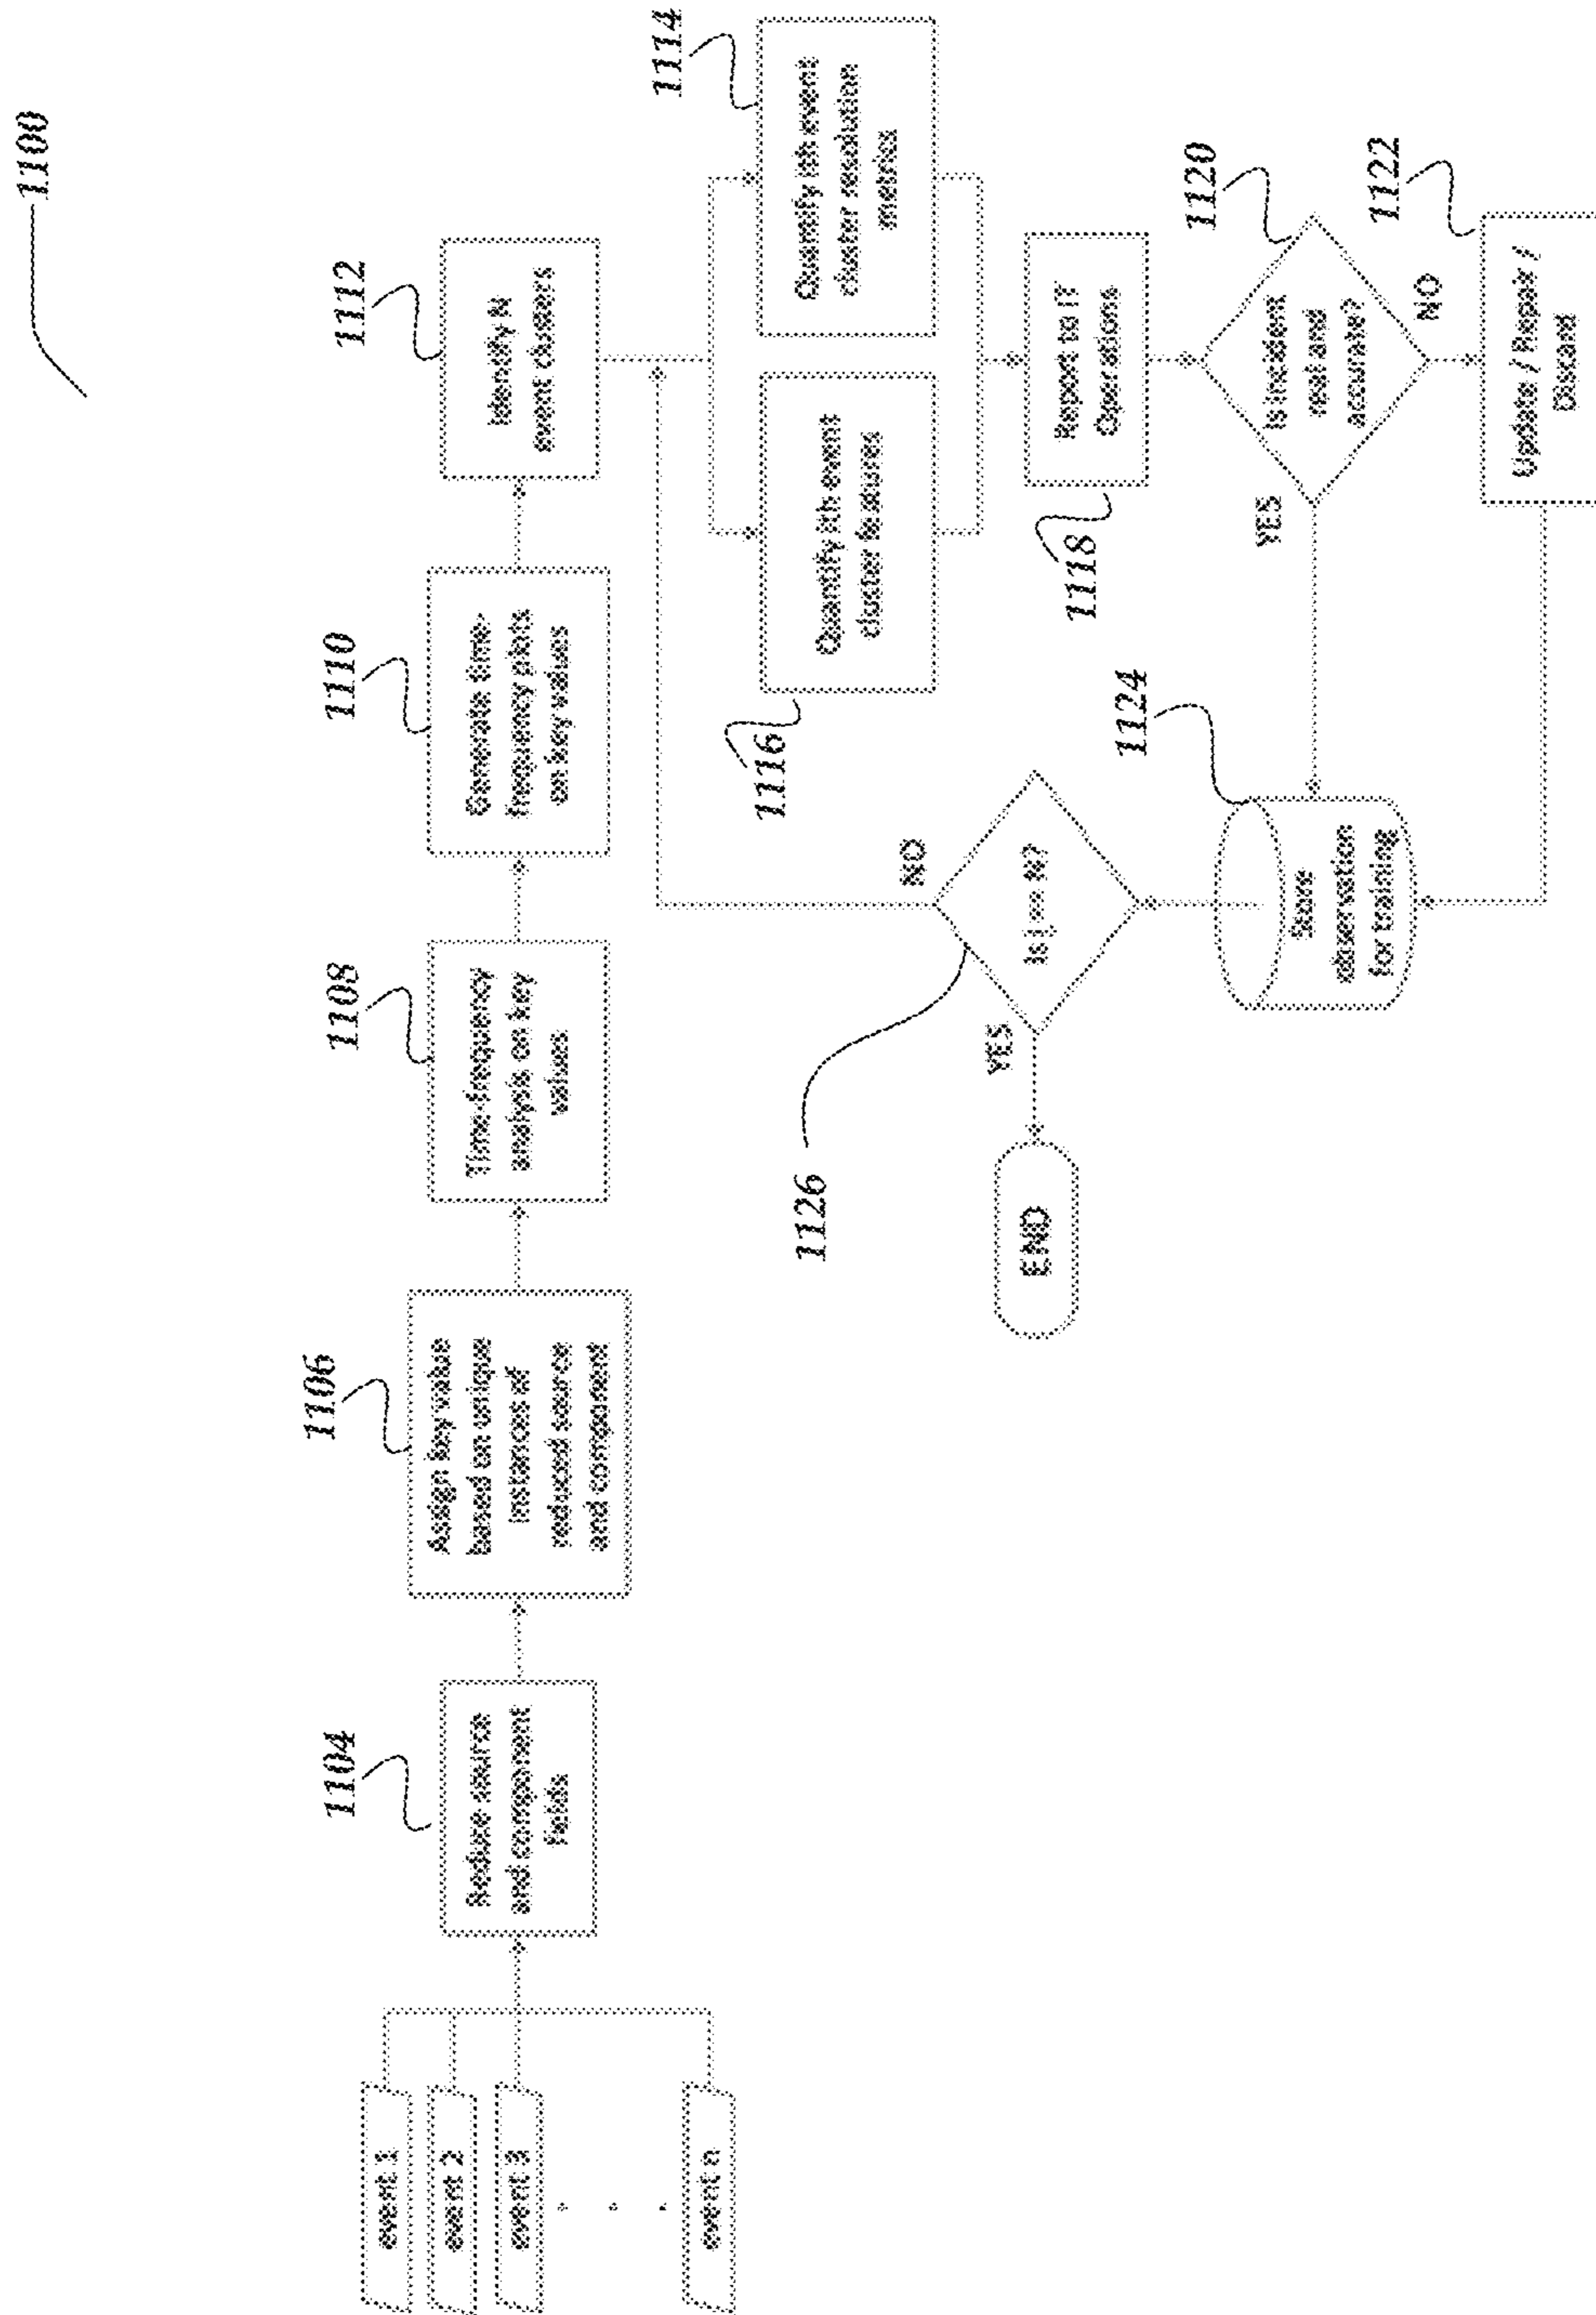 1100
event 1
event 2
event 3
event n
1104
Reduce source
and component
fields
1106
Assign key value
based on unique
instances of
reduced source
and component
1108
Time-frequency
analysis on key
values
1110
Generate time-
frequency plots
on key values
1112
Identify N
event clusters
1114
Quantify ith event
cluster resolution
metrics
1116
Quantify ith event
cluster features
1118
Report to IT
Operations
1120
Is incident
real and
accurate?
YES
NO
1122
Update / Repair /
Discard
1124
Store
observation
for training
1126
Is i == N?
NO
YES
END